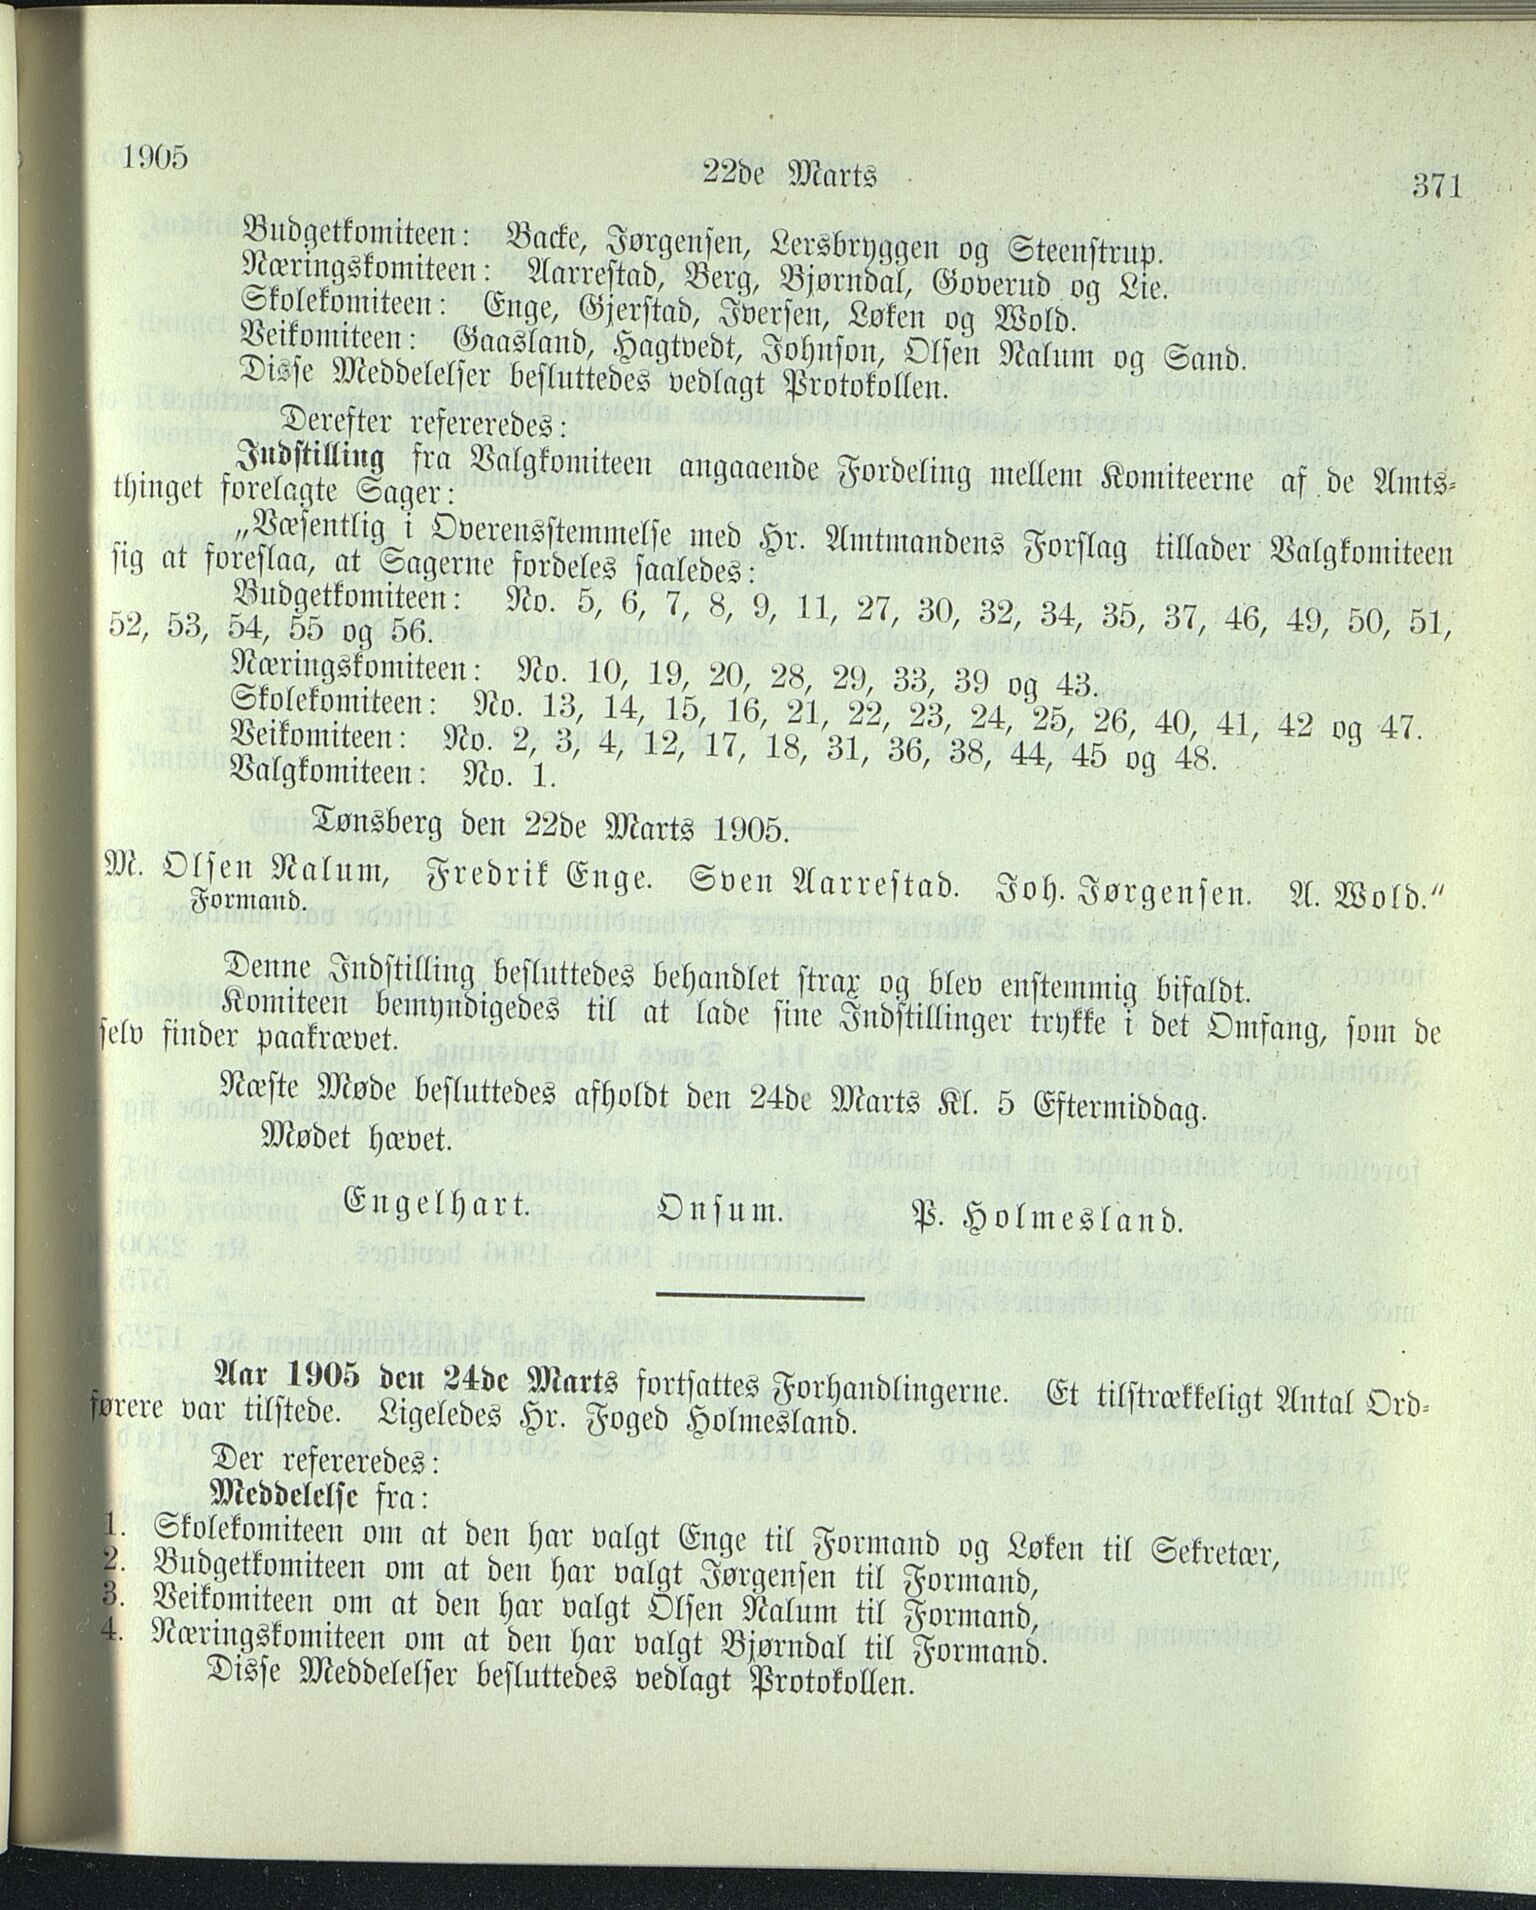 1905 22de Marts 371
Budgetkomiteen: Backe, Jørgensen, Lersbryggen og Steenstrup.
Næringskomiteen: Aarrestad, Berg, Bjørndal, Goverud og Lie.
Skolekomiteen: Enge, Gjerstad, Iversen, Løken og Wold.
Veikomiteen: Gaasland, Hagtvedt, Johnson, Olsen Nalum og Sand.
Disse Meddelelser besluttedes vedlagt Protokollen.
Derefter refereredes:
Indstilling fra Valgkomiteen angaaende Fordeling mellem Komiteerne af de Amts-
thinget forelagte Sager:
„Væsentlig i Overensstemmelse med Hr. Amtmandens Forslag tillader Valgkomiteen
sig at foreslaa, at Sagerne fordeles saaledes:
Budgetkomiteen: No. 5, 6, 7, 8, 9, 11, 27, 30, 32, 34, 35, 37, 46, 49, 50, 51,
52, 53, 54, 55 og 56.
Næringskomiteen: No. 10, 19, 20, 28, 29, 33, 39 og 43.
Skolekomiteen: No. 13, 14, 15, 16, 21, 22, 23, 24, 25, 26, 40, 41, 42 og 47.
Veikomiteen: No. 2, 3, 4, 12, 17, 18, 31, 36, 38, 44, 45 og 48.
Valgkomiteen: No. 1.
Tønsberg den 22de Marts 1905.
M. Olsen Nalum, Fredrik Enge. Sven Aarrestad. Joh. Jørgensen. A. Wold.“
Formand.
Denne Indstilling besluttedes behandlet strax og blev enstemmig bifaldt.
Komiteen bemyndigedes til at lade sine Indstillinger trykke i det Omfang, som de
selv finder paakrævet.
Næste Møde besluttedes afholdt den 24de Marts Kl. 5 Eftermiddag.
Mødet hævet.
Engelhart. Onsum. P. Holmesland.
Aar 1905 den 24de Marts fortsattes Forhandlingerne. Et tilstrækkeligt Antal Ord-
førere var tilstede. Ligeledes Hr. Foged Holmesland.
Der refereredes:
Meddelelse fra:
1. Skolekomiteen om at den har valgt Enge til Formand og Løken til Sekretær,
2. Budgetkomiteen om at den har valgt Jørgensen til Formand,
3. Veikomiteen om at den har valgt Olsen Nalum til Formand,
4. Næringskomiteen om at den har valgt Bjørndal til Formand.
Disse Meddelelser besluttedes vedlagt Protokollen.